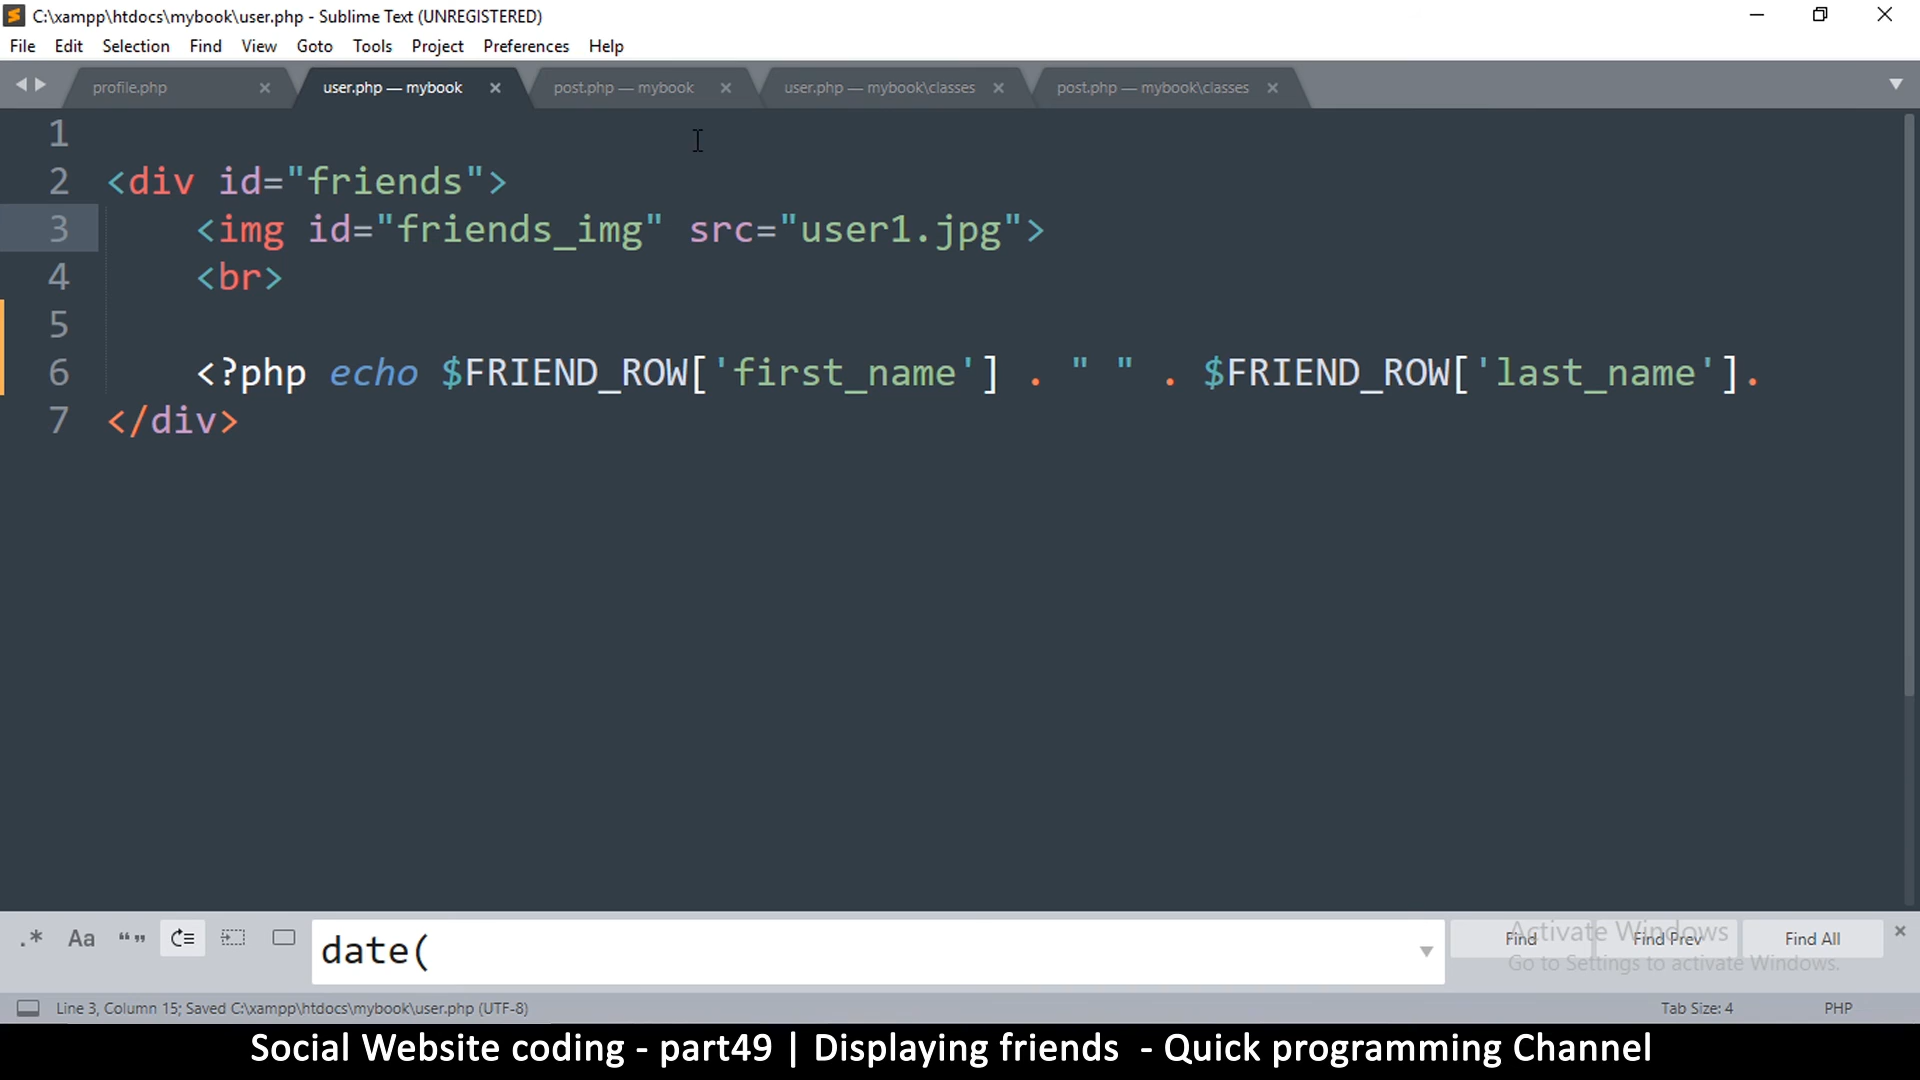 C:\xampp\htdocs\mybook\user.php - Sublime Text (UNREGISTERED)
File Edit Selection Find View Goto Tools Project Preferences Help
profile.php user.php — mybook post.php — mybook user.php — mybook\classes post.php — mybook\classes
1
2 <div id="friends">
3 <img id="friends_img" src="user1.jpg">
4 <br>
5
6 <?php echo $FRIEND_ROW['first_name'] . " " . $FRIEND_ROW['last_name'].
7 </div>
.* Aa “” date( Find Find Prev Find All
Activate Windows
Go to Settings to activate Windows.
Line 3, Column 15; Saved C:\xampp\htdocs\mybook\user.php (UTF-8) Tab Size: 4 PHP
Social Website coding - part49 | Displaying friends - Quick programming Channel